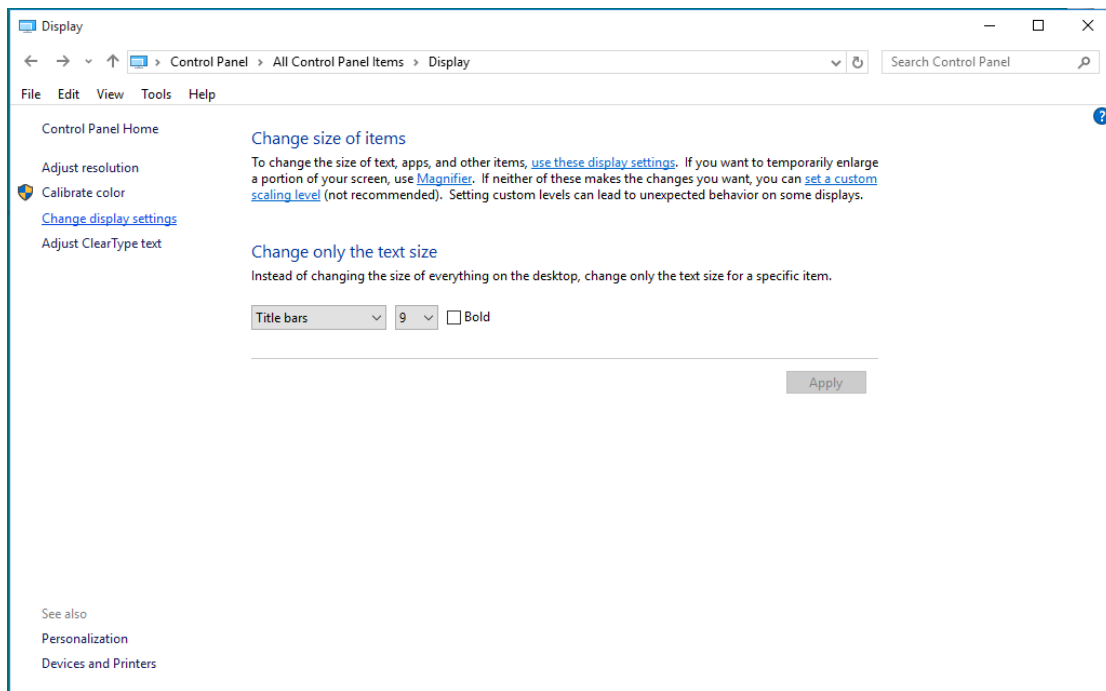 Display
Control Panel > All Control Panel Items > Display
Search Control Panel
File Edit View Tools Help
Control Panel Home
Adjust resolution
Calibrate color
Change display settings
Adjust ClearType text
Change size of items
To change the size of text, apps, and other items, use these display settings. If you want to temporarily enlarge
a portion of your screen, use Magnifier. If neither of these makes the changes you want, you can set a custom
scaling level (not recommended). Setting custom levels can lead to unexpected behavior on some displays.
Change only the text size
Instead of changing the size of everything on the desktop, change only the text size for a specific item.
Title bars 9 Bold
Apply
See also
Personalization
Devices and Printers